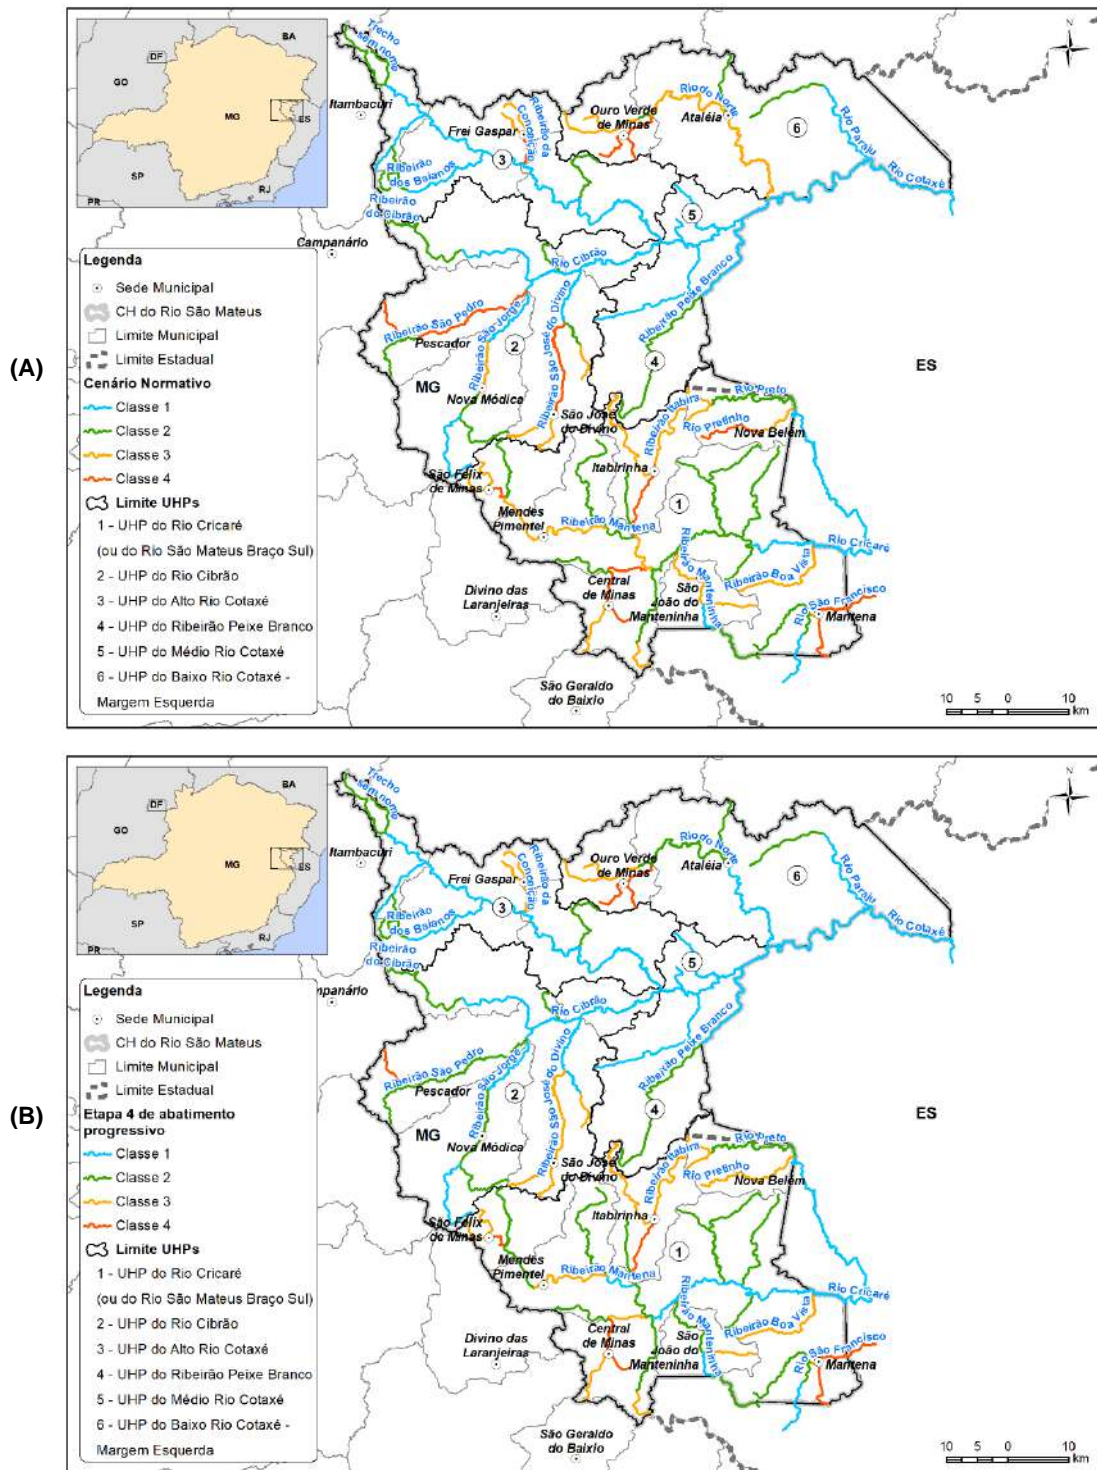 (A)
BA
DF
GO
MG
ES
SP
RJ
PR
N
Trecho
sem nome
Itambacuri
Frei Gaspar
Ribeirão da
Conceição
Ouro Verde
de Minas
Rio do Norte
Ataléia
6
Rio Paraju
Rio Cotaxé
3
Ribeirão
dos Baianos
Ribeirão
do Cibrão
5
Campanário
Rio Cibrão
Ribeirão Peixe Branco
Ribeirão São Pedro
Pescador
Ribeirão São Jorge
2
Ribeirão São José do Divino
4
ES
MG
Nova Módica
São José
do Divino
Rio Preto
Ribeirão Itabira
Rio Pretinho
Nova Belém
Itabirinha
São Félix
de Minas
1
Mendes
Pimentel
Ribeirão Mantena
Rio Cricaré
Ribeirão Manteninha
Ribeirão Boa Vista
Divino das
Laranjeiras
Central
de Minas
São
João do
Manteninha
Rio São Francisco
Mantena
São Geraldo
do Baixio
10 5 0 10
km
Legenda
Sede Municipal
CH do Rio São Mateus
Limite Municipal
Limite Estadual
Cenário Normativo
Classe 1
Classe 2
Classe 3
Classe 4
Limite UHPs
1 - UHP do Rio Cricaré
(ou do Rio São Mateus Braço Sul)
2 - UHP do Rio Cibrão
3 - UHP do Alto Rio Cotaxé
4 - UHP do Ribeirão Peixe Branco
5 - UHP do Médio Rio Cotaxé
6 - UHP do Baixo Rio Cotaxé -
Margem Esquerda
(B)
BA
DF
GO
MG
ES
SP
RJ
PR
N
Trecho
sem nome
Itambacuri
Frei Gaspar
Ribeirão da
Conceição
Ouro Verde
de Minas
Rio do Norte
Ataléia
6
Rio Paraju
Rio Cotaxé
3
Ribeirão
dos Baianos
Ribeirão
do Cibrão
5
mpanário
Rio Cibrão
Ribeirão Peixe Branco
Ribeirão São Pedro
Pescador
Ribeirão São Jorge
2
Ribeirão São José do Divino
4
ES
MG
Nova Módica
São José
do Divino
Rio Preto
Ribeirão Itabira
Rio Pretinho
Nova Belém
Itabirinha
São Félix
de Minas
1
Mendes
Pimentel
Ribeirão Mantena
Rio Cricaré
Ribeirão Manteninha
Ribeirão Boa Vista
Divino das
Laranjeiras
Central
de Minas
São
João do
Manteninha
Rio São Francisco
Mantena
São Geraldo
do Baixio
10 5 0 10
km
Legenda
Sede Municipal
CH do Rio São Mateus
Limite Municipal
Limite Estadual
Etapa 4 de abatimento
progressivo
Classe 1
Classe 2
Classe 3
Classe 4
Limite UHPs
1 - UHP do Rio Cricaré
(ou do Rio São Mateus Braço Sul)
2 - UHP do Rio Cibrão
3 - UHP do Alto Rio Cotaxé
4 - UHP do Ribeirão Peixe Branco
5 - UHP do Médio Rio Cotaxé
6 - UHP do Baixo Rio Cotaxé -
Margem Esquerda